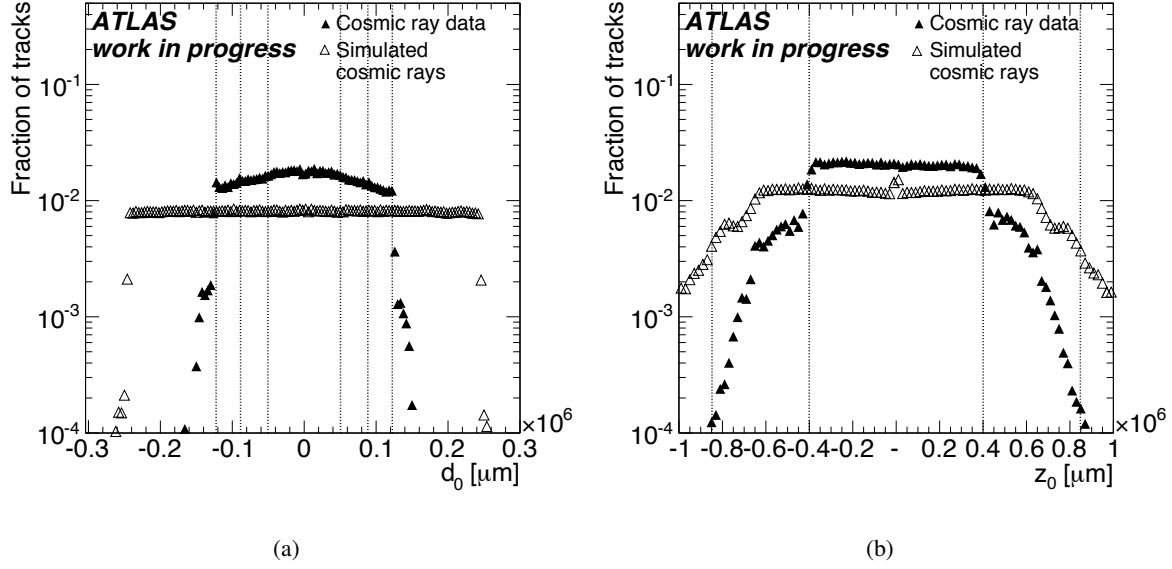 ATLAS
work in progress
Cosmic ray data
Simulated
cosmic rays
Fraction of tracks
10-1
10-2
10-3
10-4
-0.3 -0.2 -0.1 0 0.1 0.2 0.3
×10^6
d0 [μm]
(a)
ATLAS
work in progress
Cosmic ray data
Simulated
cosmic rays
Fraction of tracks
10-1
10-2
10-3
10-4
-1 -0.8 -0.6 -0.4 -0.2 - 0.2 0.4 0.6 0.8 1
×10^6
z0 [μm]
(b)